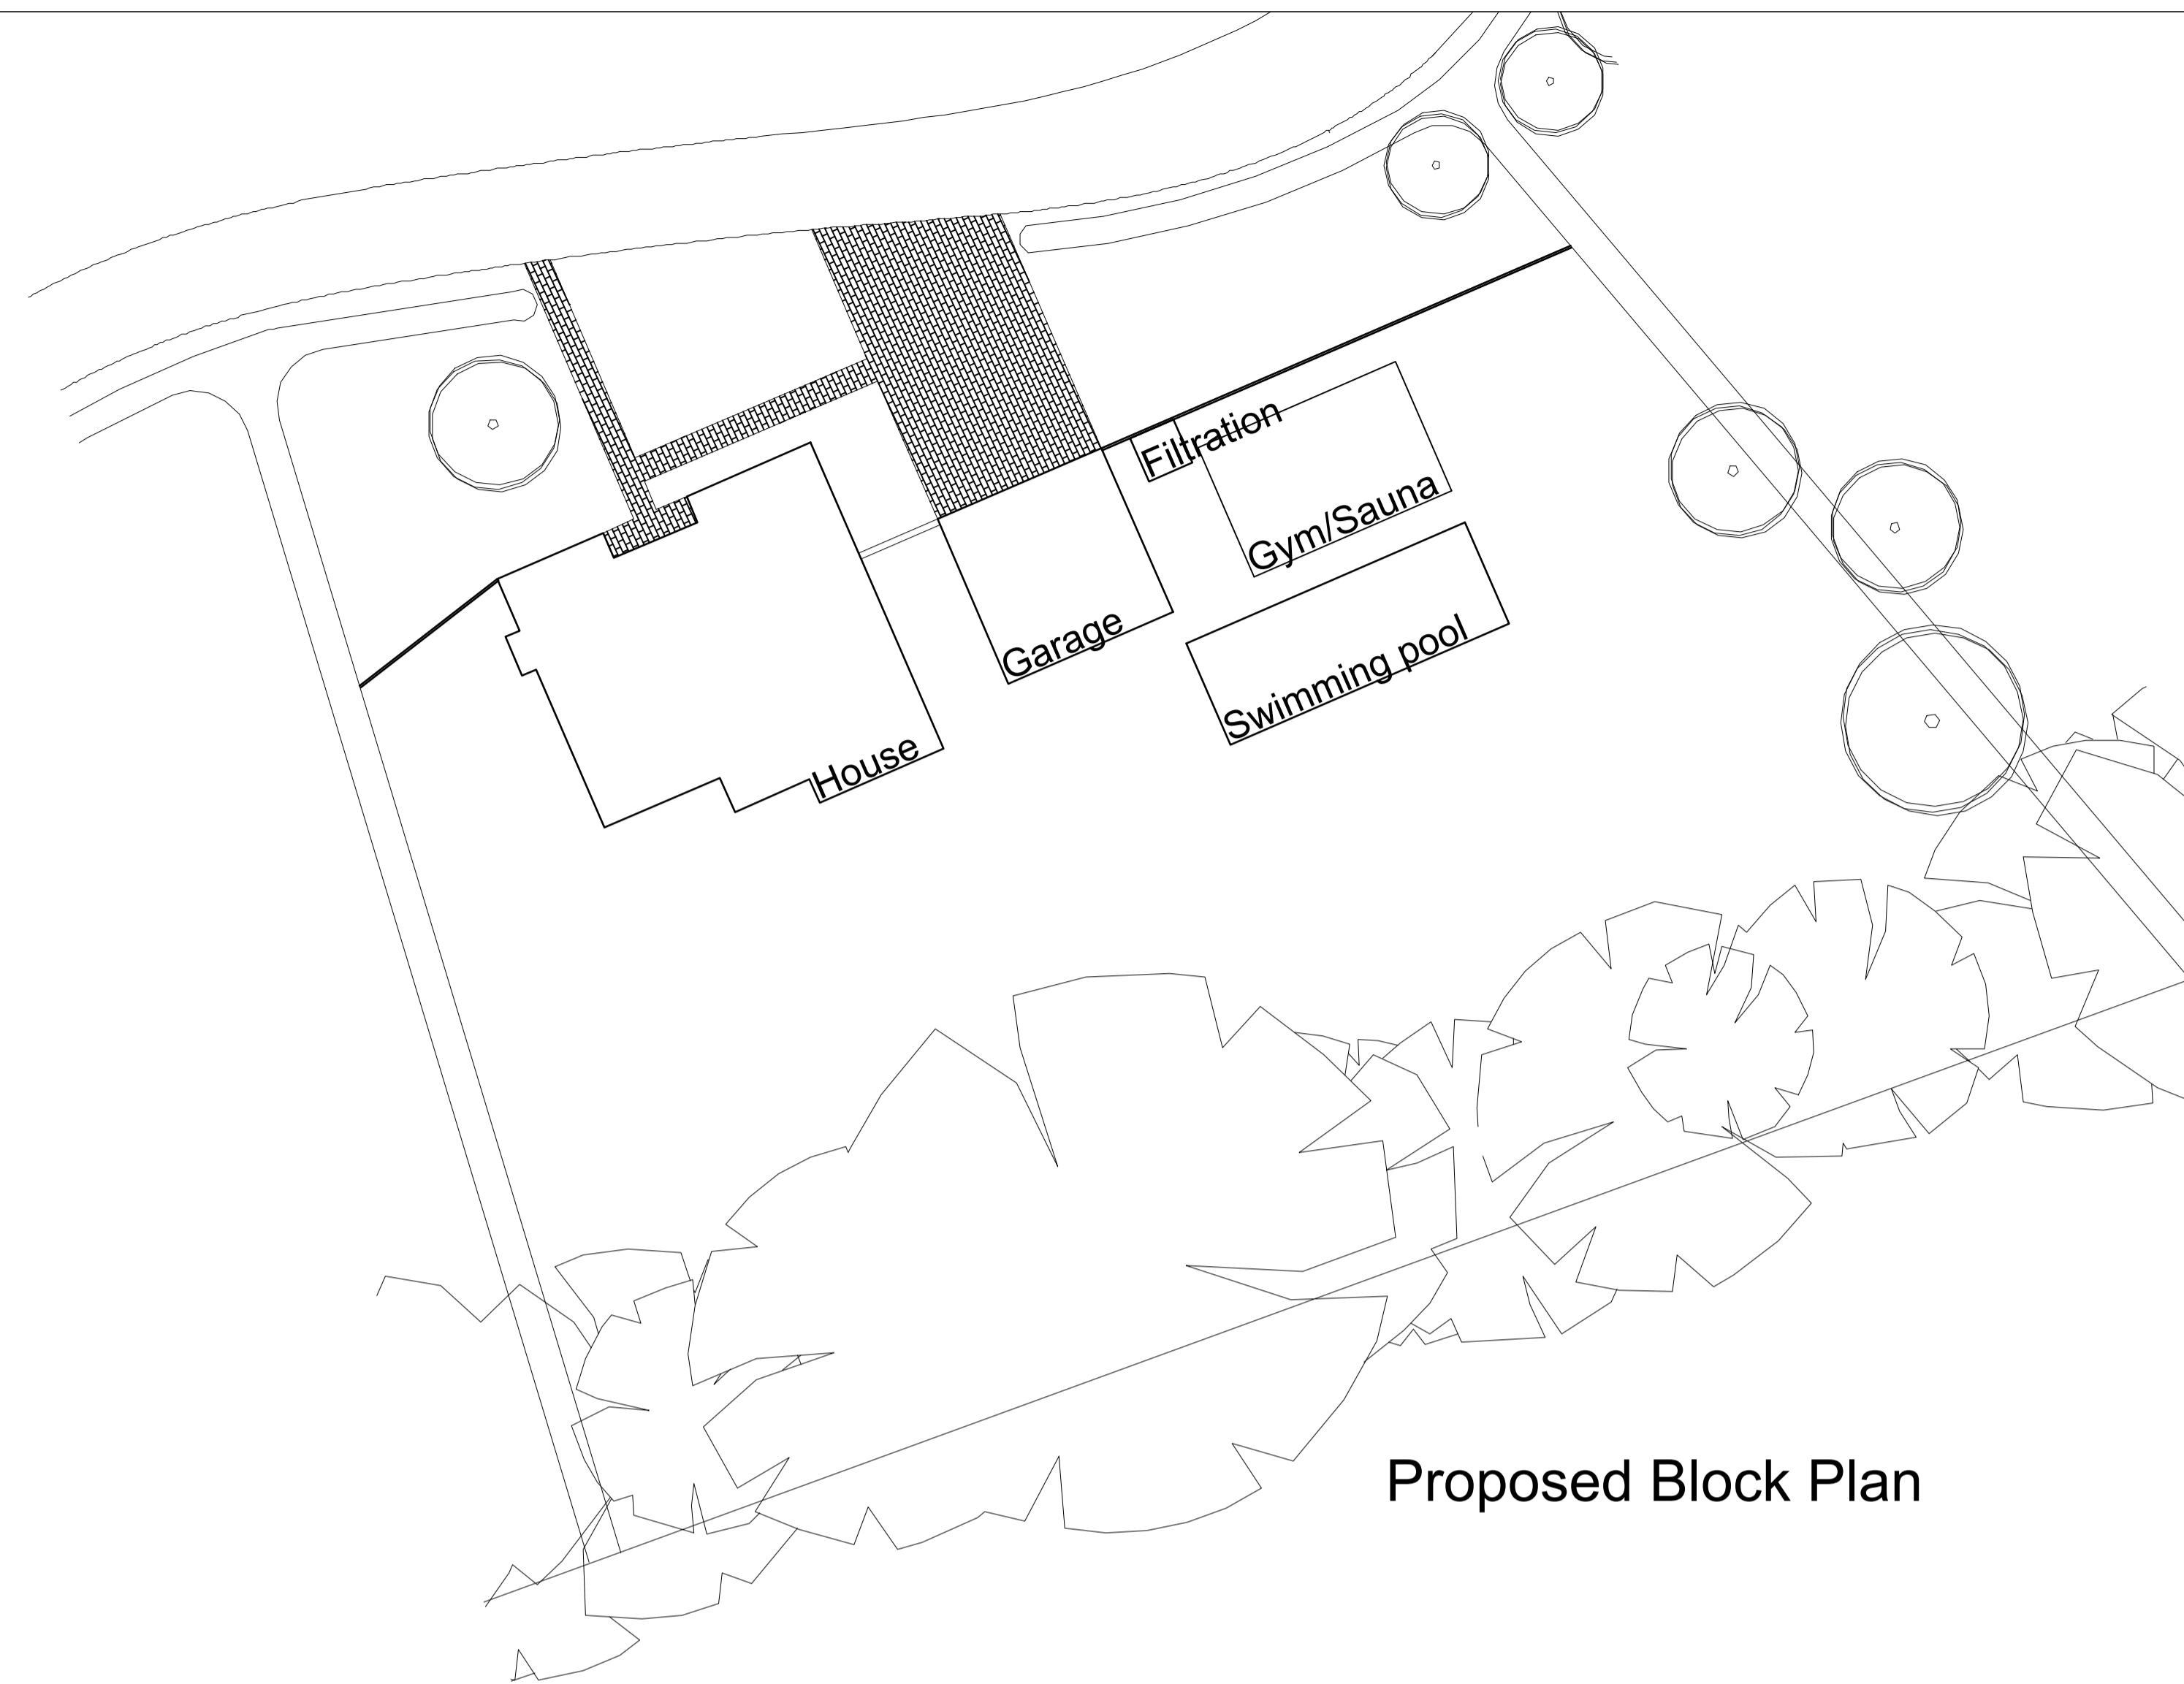 Filtration
Gym/Sauna
Garage
Swimming pool
House
Proposed Block Plan